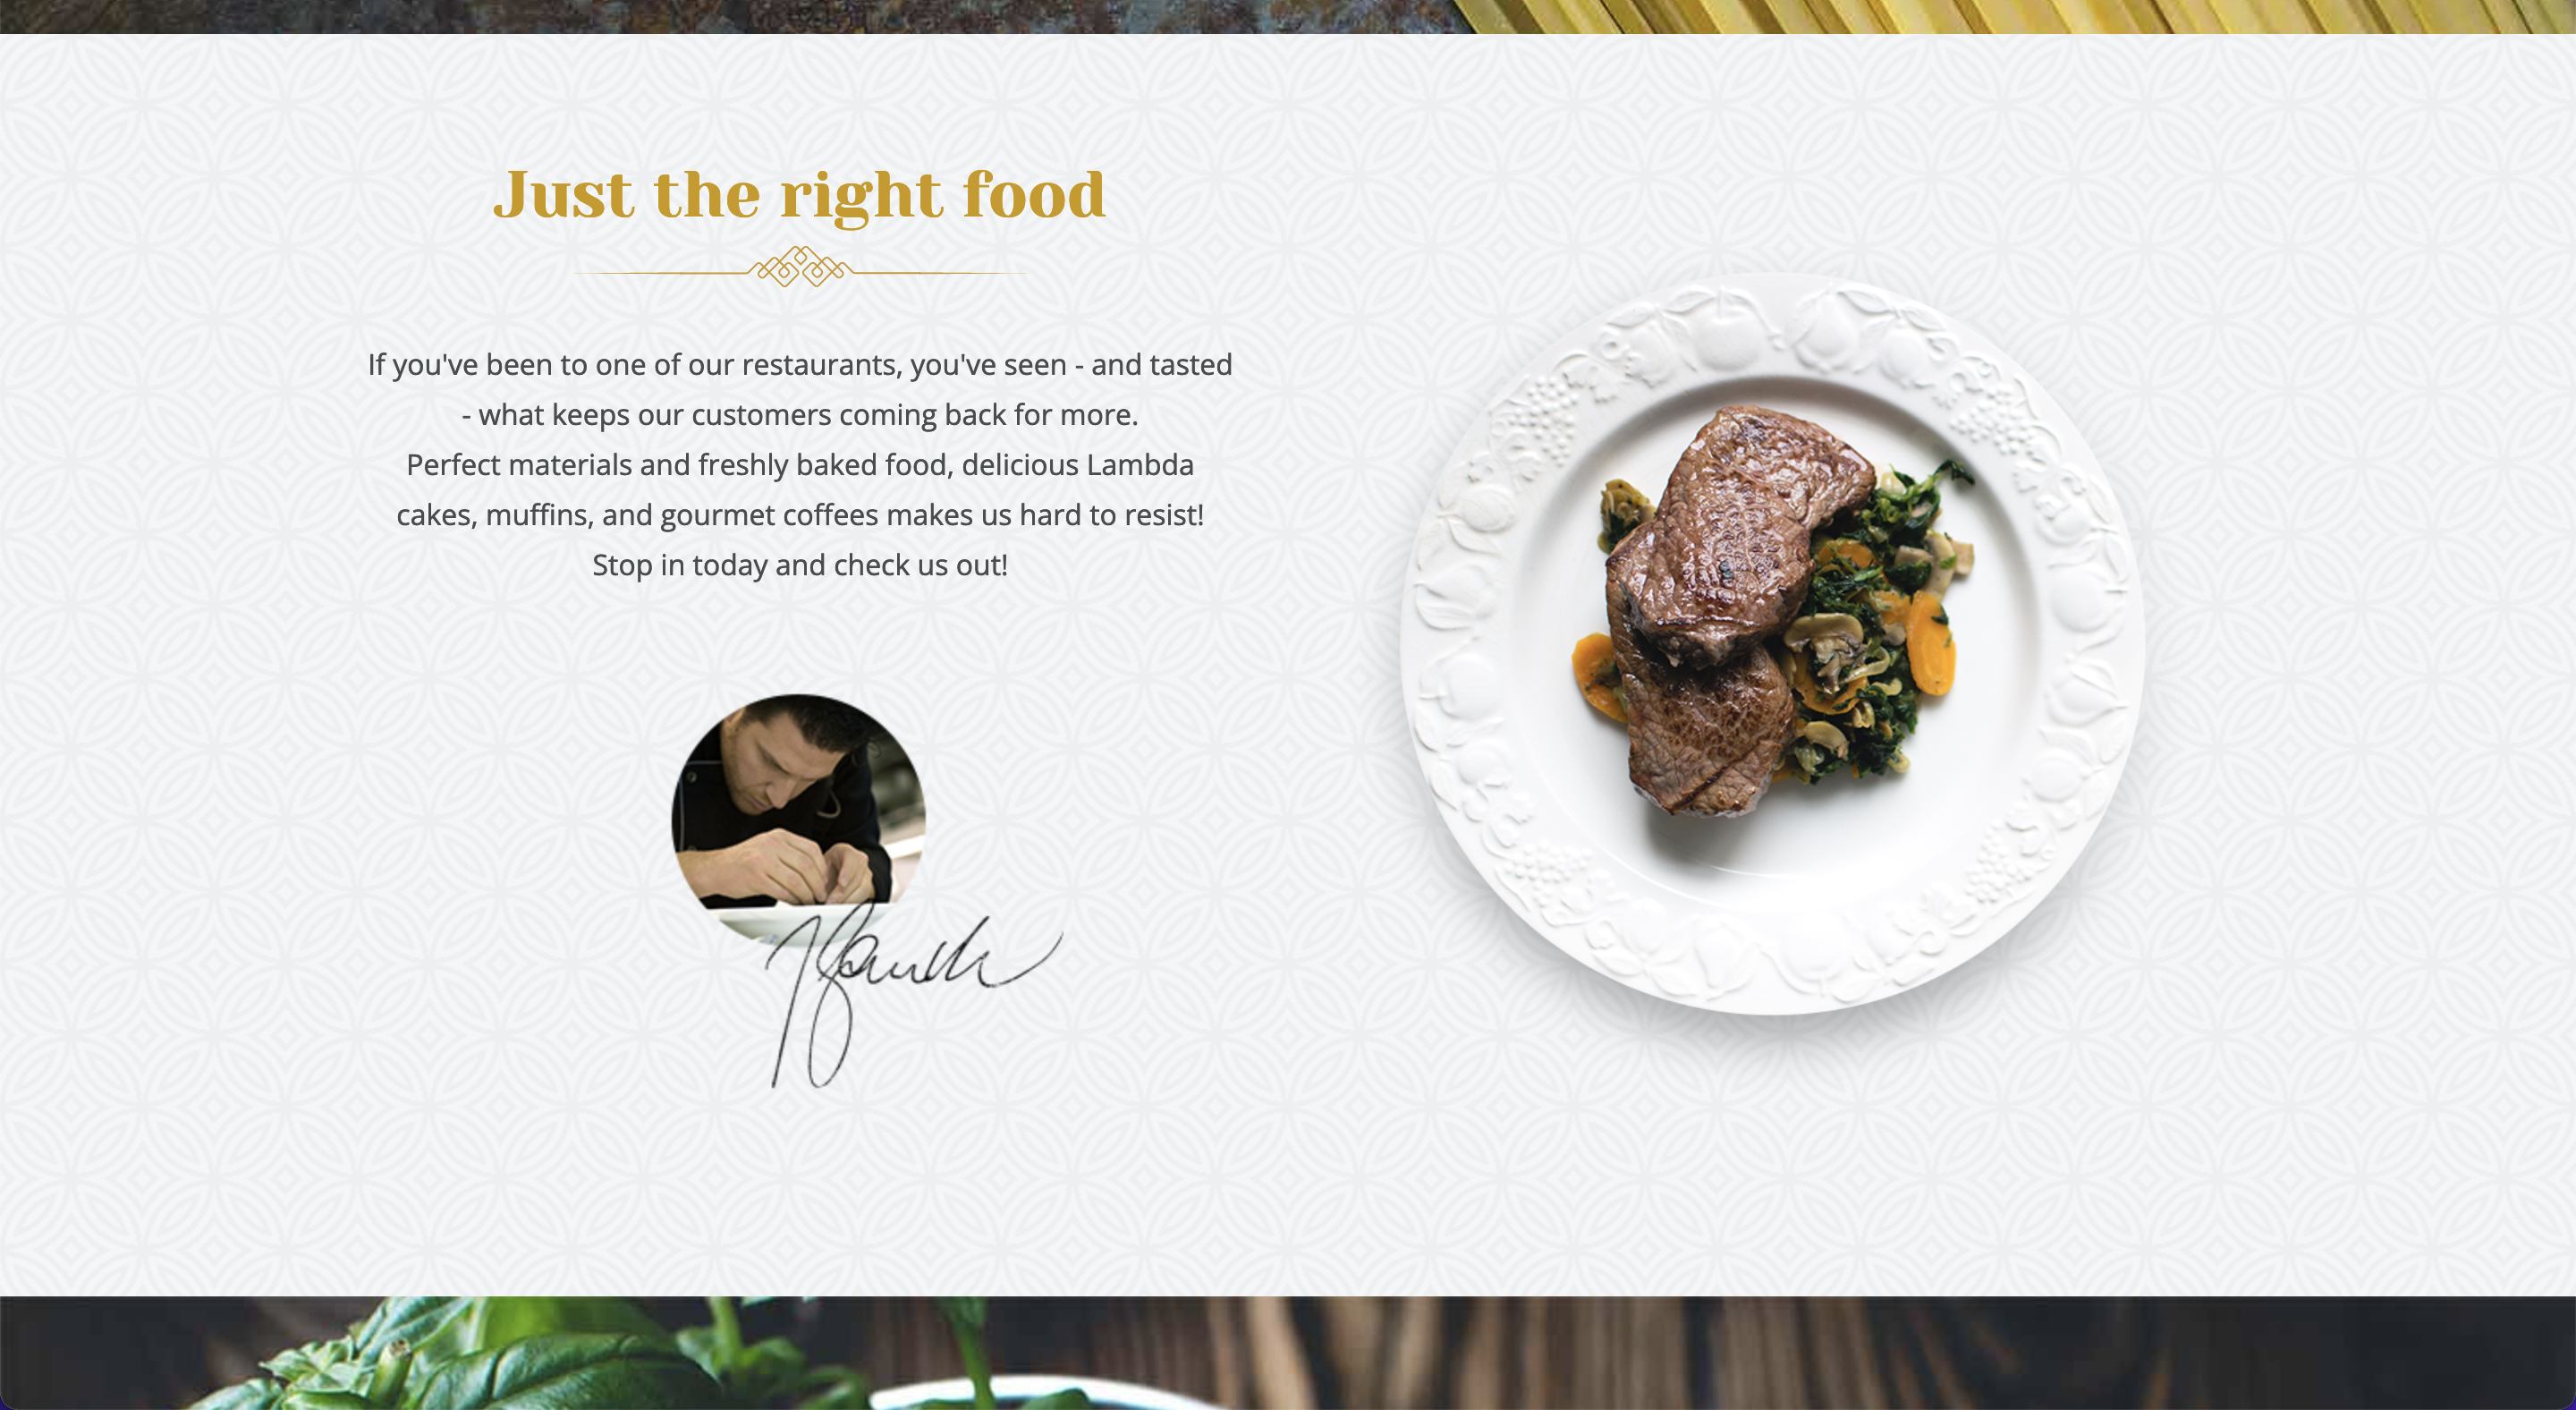 Just the right food
If you've been to one of our restaurants, you've seen - and tasted
- what keeps our customers coming back for more.
Perfect materials and freshly baked food, delicious Lambda
cakes, muffins, and gourmet coffees makes us hard to resist!
Stop in today and check us out!